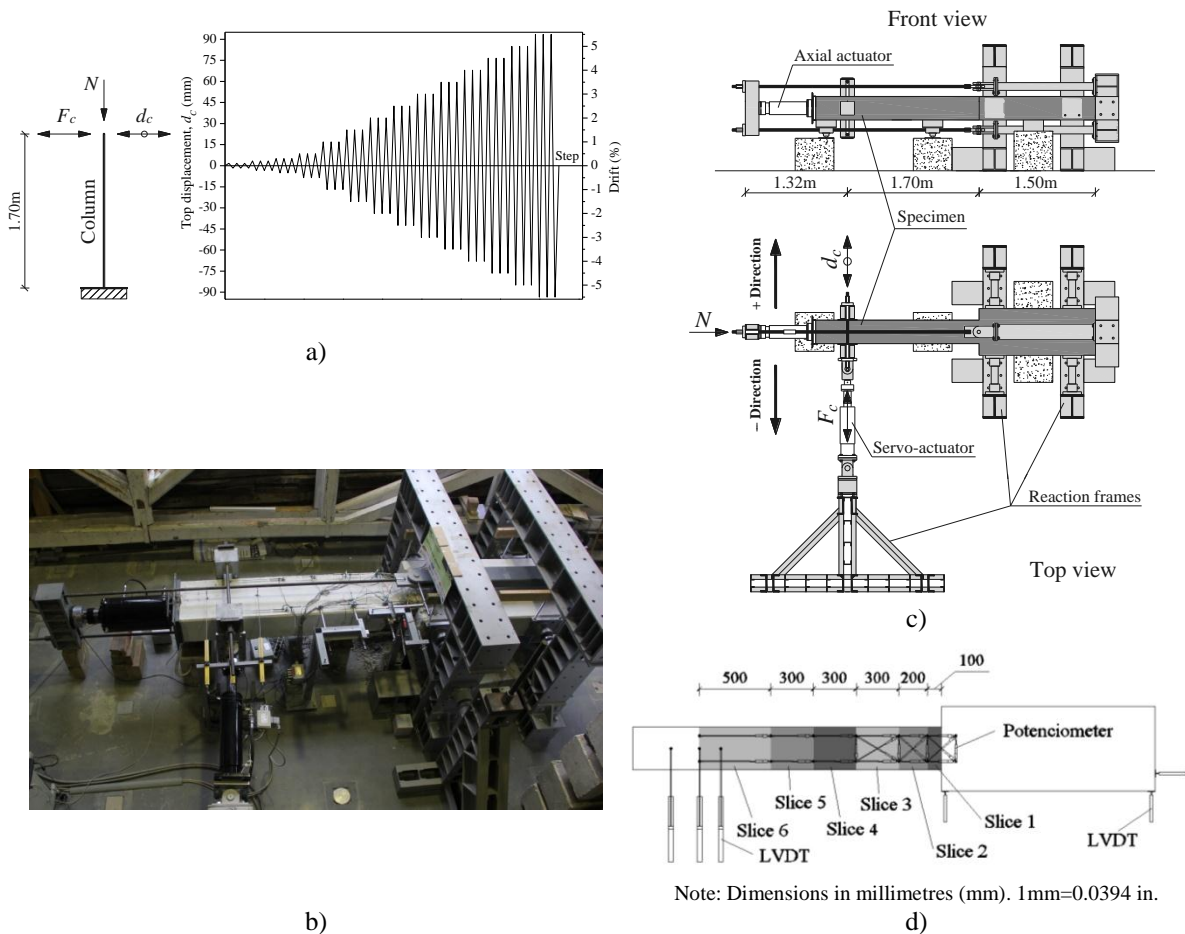 N
F_c
d_c
1.70m
Column
Top displacement, d_c (mm)
90
75
60
45
30
15
0
-15
-30
-45
-60
-75
-90
Step
5
4
3
2
1
0
-1
-2
-3
-4
-5
Drift (%)
a)
b)
Front view
Axial actuator
1.32m
1.70m
1.50m
Specimen
+ Direction
d_c
N
− Direction
F_c
Servo-actuator
Reaction frames
Top view
c)
500
300
300
300
200
100
Potenciometer
Slice 1
Slice 2
Slice 3
Slice 4
Slice 5
Slice 6
LVDT
LVDT
Note: Dimensions in millimetres (mm). 1mm=0.0394 in.
d)